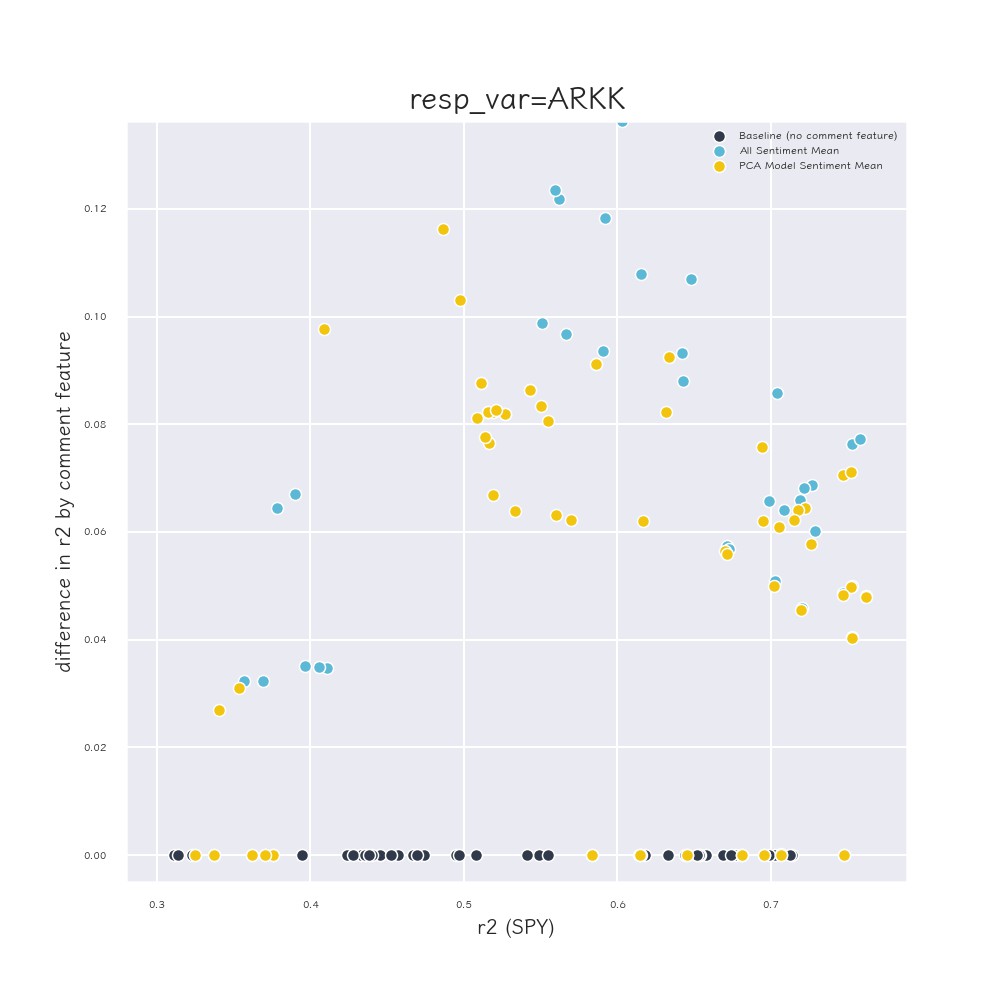 resp_var=ARKK
Baseline (no comment feature)
All Sentiment Mean
PCA Model Sentiment Mean
difference in r2 by comment feature
0.12
0.10
0.08
0.06
0.04
0.02
0.00
0.3
0.4
0.5
0.6
0.7
r2 (SPY)